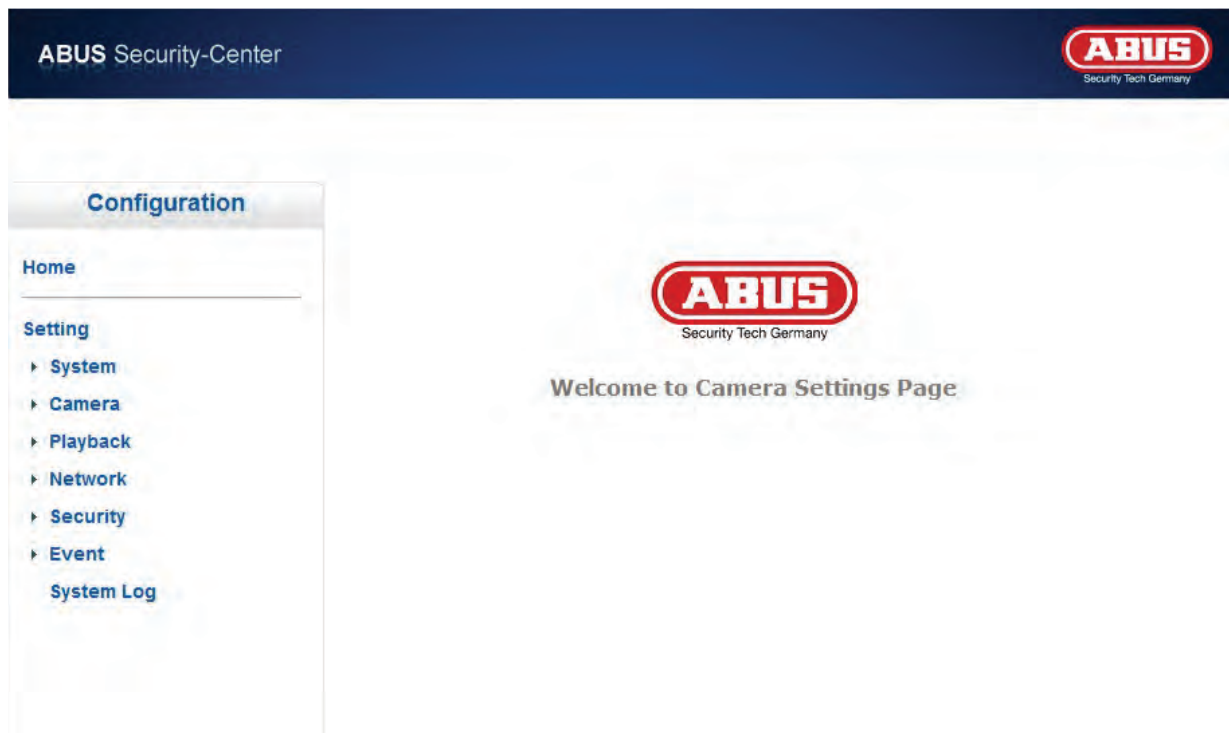 ABUS Security-Center
ABUS
Security Tech Germany
Configuration
Home
Setting
System
Camera
Playback
Network
Security
Event
System Log
ABUS
Security Tech Germany
Welcome to Camera Settings Page